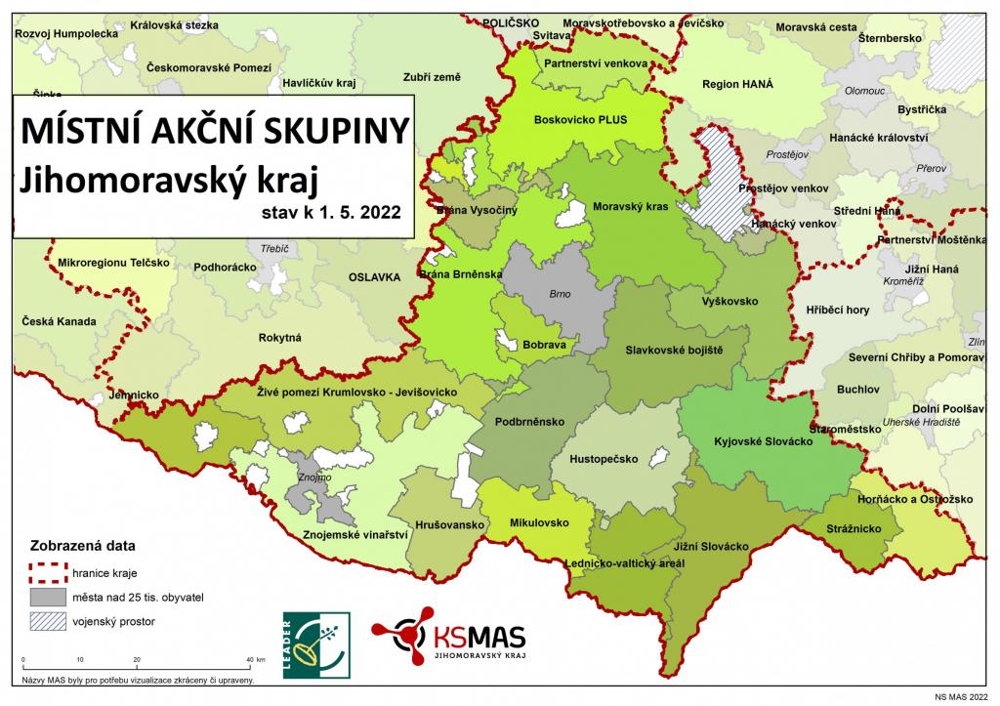 POLIČSKO
Moravskotřebovsko a Jevíčsko
Královská stezka
Svitava
Rozvoj Humpolecka
Moravská cesta
Šternbersko
Českomoravské Pomezí
Partnerství venkova
Zubří země
Havlíčkův kraj
Region HANÁ
Olomouc
Šipka
Bystřička
MÍSTNÍ AKČNÍ SKUPINY
Jihomoravský kraj
stav k 1. 5. 2022
Boskovicko PLUS
Hanácké království
Prostějov
Přerov
Prostějov venkov
Brána Vysočiny
Moravský kras
Střední Haná
Hanácký venkov
Partnerství Moštěnka
Třebíč
Mikroregionu Telčsko
Podhorácko
OSLAVKA
Brána Brněnska
Jižní Haná
Kroměříž
Brno
Vyškovsko
Hříběcí hory
Česká Kanada
Rokytná
Bobrava
Slavkovské bojiště
Zlín
Severní Chřiby a Pomorav
Jemnicko
Živé pomezí Krumlovsko - Jevišovicko
Buchlov
Dolní Poolšav
Podbrněnsko
Uherské Hradiště
Staroměstsko
Kyjovské Slovácko
Hustopečsko
Znojmo
Horňácko a Ostrožsko
Hrušovansko
Mikulovsko
Strážnicko
Znojemské vinařství
Jižní Slovácko
Lednicko-valtický areál
Zobrazená data
hranice kraje
města nad 25 tis. obyvatel
vojenský prostor
LEADER
KSMAS
JIHOMORAVSKÝ KRAJ
0 10 20 40 km
Názvy MAS byly pro potřebu vizualizace zkráceny či upraveny.
NS MAS 2022